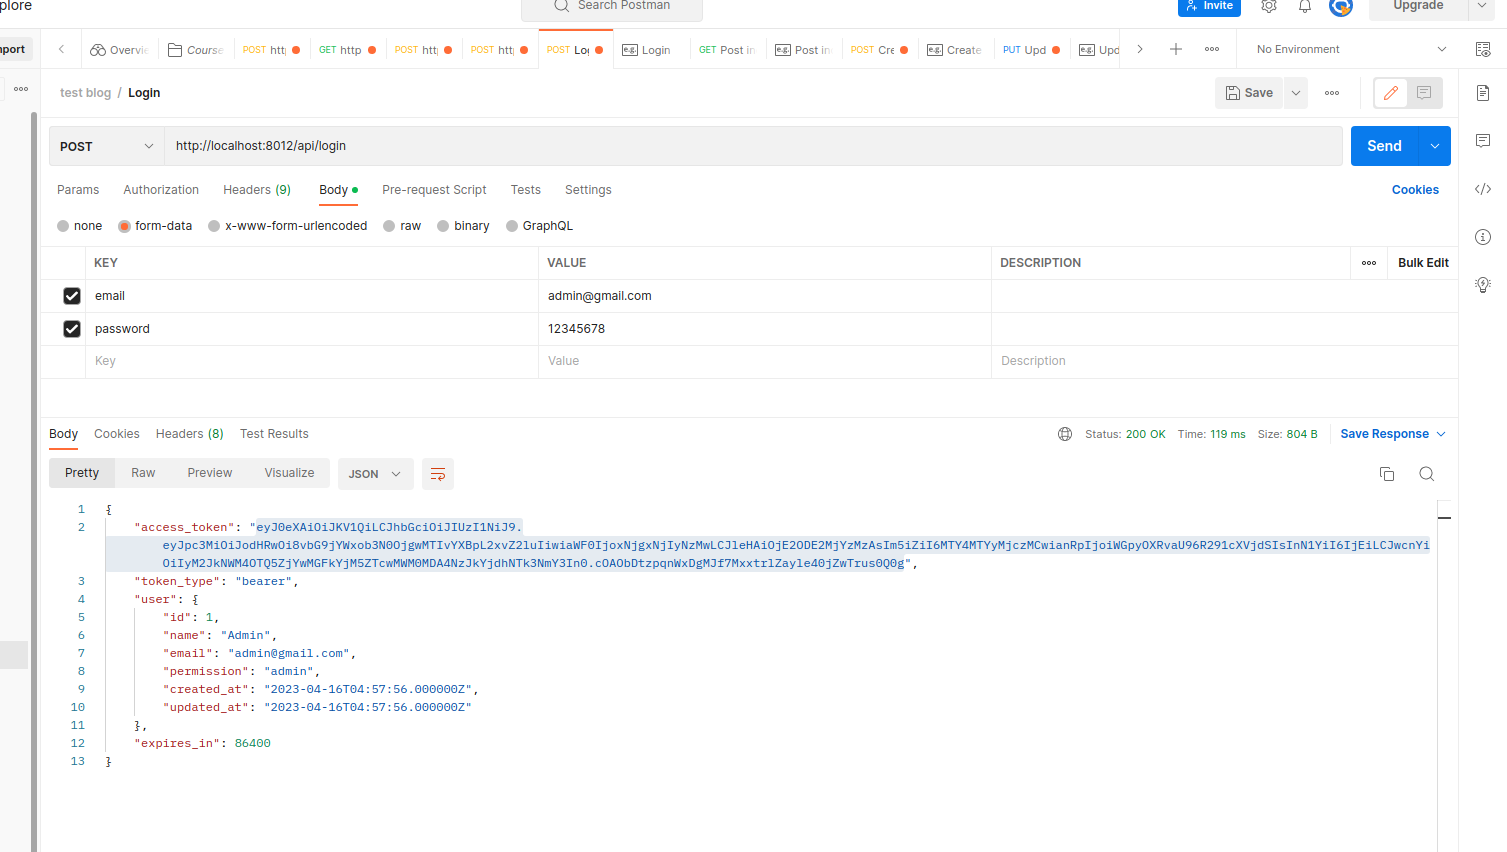 plore
Search Postman
Invite
Upgrade
nport
Overvie
Course
POST htt
GET http
POST htt
POST htt
POST Log
e.g. Login
GET Post in
e.g. Post in
POST Cre
e.g. Create
PUT Upd
e.g. Upd
No Environment
test blog / Login
Save
POST
http://localhost:8012/api/login
Send
Params Authorization Headers (9) Body Pre-request Script Tests Settings
Cookies
none form-data x-www-form-urlencoded raw binary GraphQL
KEY VALUE DESCRIPTION Bulk Edit
email admin@gmail.com
password 12345678
Key Value Description
Body Cookies Headers (8) Test Results
Status: 200 OK Time: 119 ms Size: 804 B Save Response
Pretty Raw Preview Visualize JSON
1 {
2 "access_token": "eyJ0eXAiOiJKV1QiLCJhbGciOiJIUzI1NiJ9.
eyJpc3MiOiJodHRwOi8vbG9jYWxob3N0OjgwMTIvYXBpL2xvZ2luIiwiaWF0IjoxNjgxNjIyNzMwLCJleHAiOjE2ODE2MjYzMzAsIm5iZiI6MTY4MTYyMjczMCwianRpIjoiWGpyOXRvaU96R291cXVjdSIsInN1YiI6IjEiLCJwcnYi
OiIyM2JkNWM4OTQ5ZjYwMGFkYjM5ZTcwMWM0MDA4NzJkYjdhNTk3NmY3In0.cOAObDtzpqnWxDgMJf7MxxtrlZayle40jZwTrus0Q0g",
3 "token_type": "bearer",
4 "user": {
5 "id": 1,
6 "name": "Admin",
7 "email": "admin@gmail.com",
8 "permission": "admin",
9 "created_at": "2023-04-16T04:57:56.000000Z",
10 "updated_at": "2023-04-16T04:57:56.000000Z"
11 },
12 "expires_in": 86400
13 }